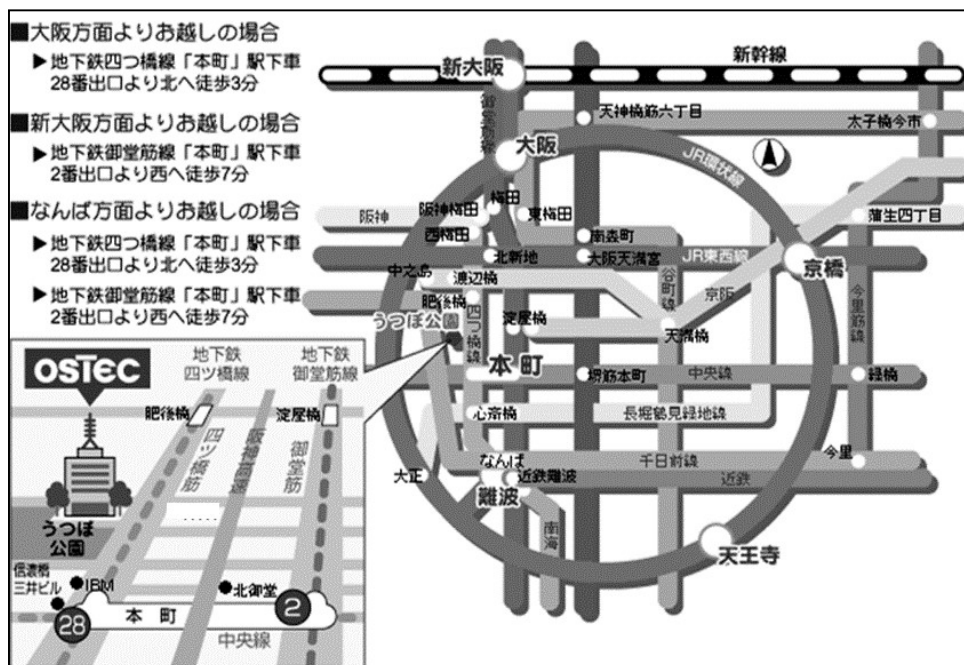 ■大阪方面よりお越しの場合
▶地下鉄四つ橋線「本町」駅下車
28番出口より北へ徒歩3分
■新大阪方面よりお越しの場合
▶地下鉄御堂筋線「本町」駅下車
2番出口より西へ徒歩7分
■なんば方面よりお越しの場合
▶地下鉄四つ橋線「本町」駅下車
28番出口より北へ徒歩3分
▶地下鉄御堂筋線「本町」駅下車
2番出口より西へ徒歩7分
新幹線
新大阪
御堂筋線
天神橋筋六丁目
太子橋今市
大阪
JR環状線
梅田
阪神
阪神梅田
東梅田
蒲生四丁目
西梅田
南森町
北新地
大阪天満宮
JR東西線
京橋
中之島
渡辺橋
谷町線
京阪
今里筋線
肥後橋
うつぼ公園
四つ橋線
淀屋橋
天満橋
本町
堺筋本町
中央線
緑橋
心斎橋
長堀鶴見緑地線
なんば
千日前線
今里
大正
近鉄難波
近鉄
難波
南海
天王寺
OSTEC
地下鉄
四ツ橋線
地下鉄
御堂筋線
肥後橋
淀屋橋
四ツ橋筋
阪神高速
御堂筋
うつぼ
公園
信濃橋
三井ビル
IBM
北御堂
28
本町
2
中央線